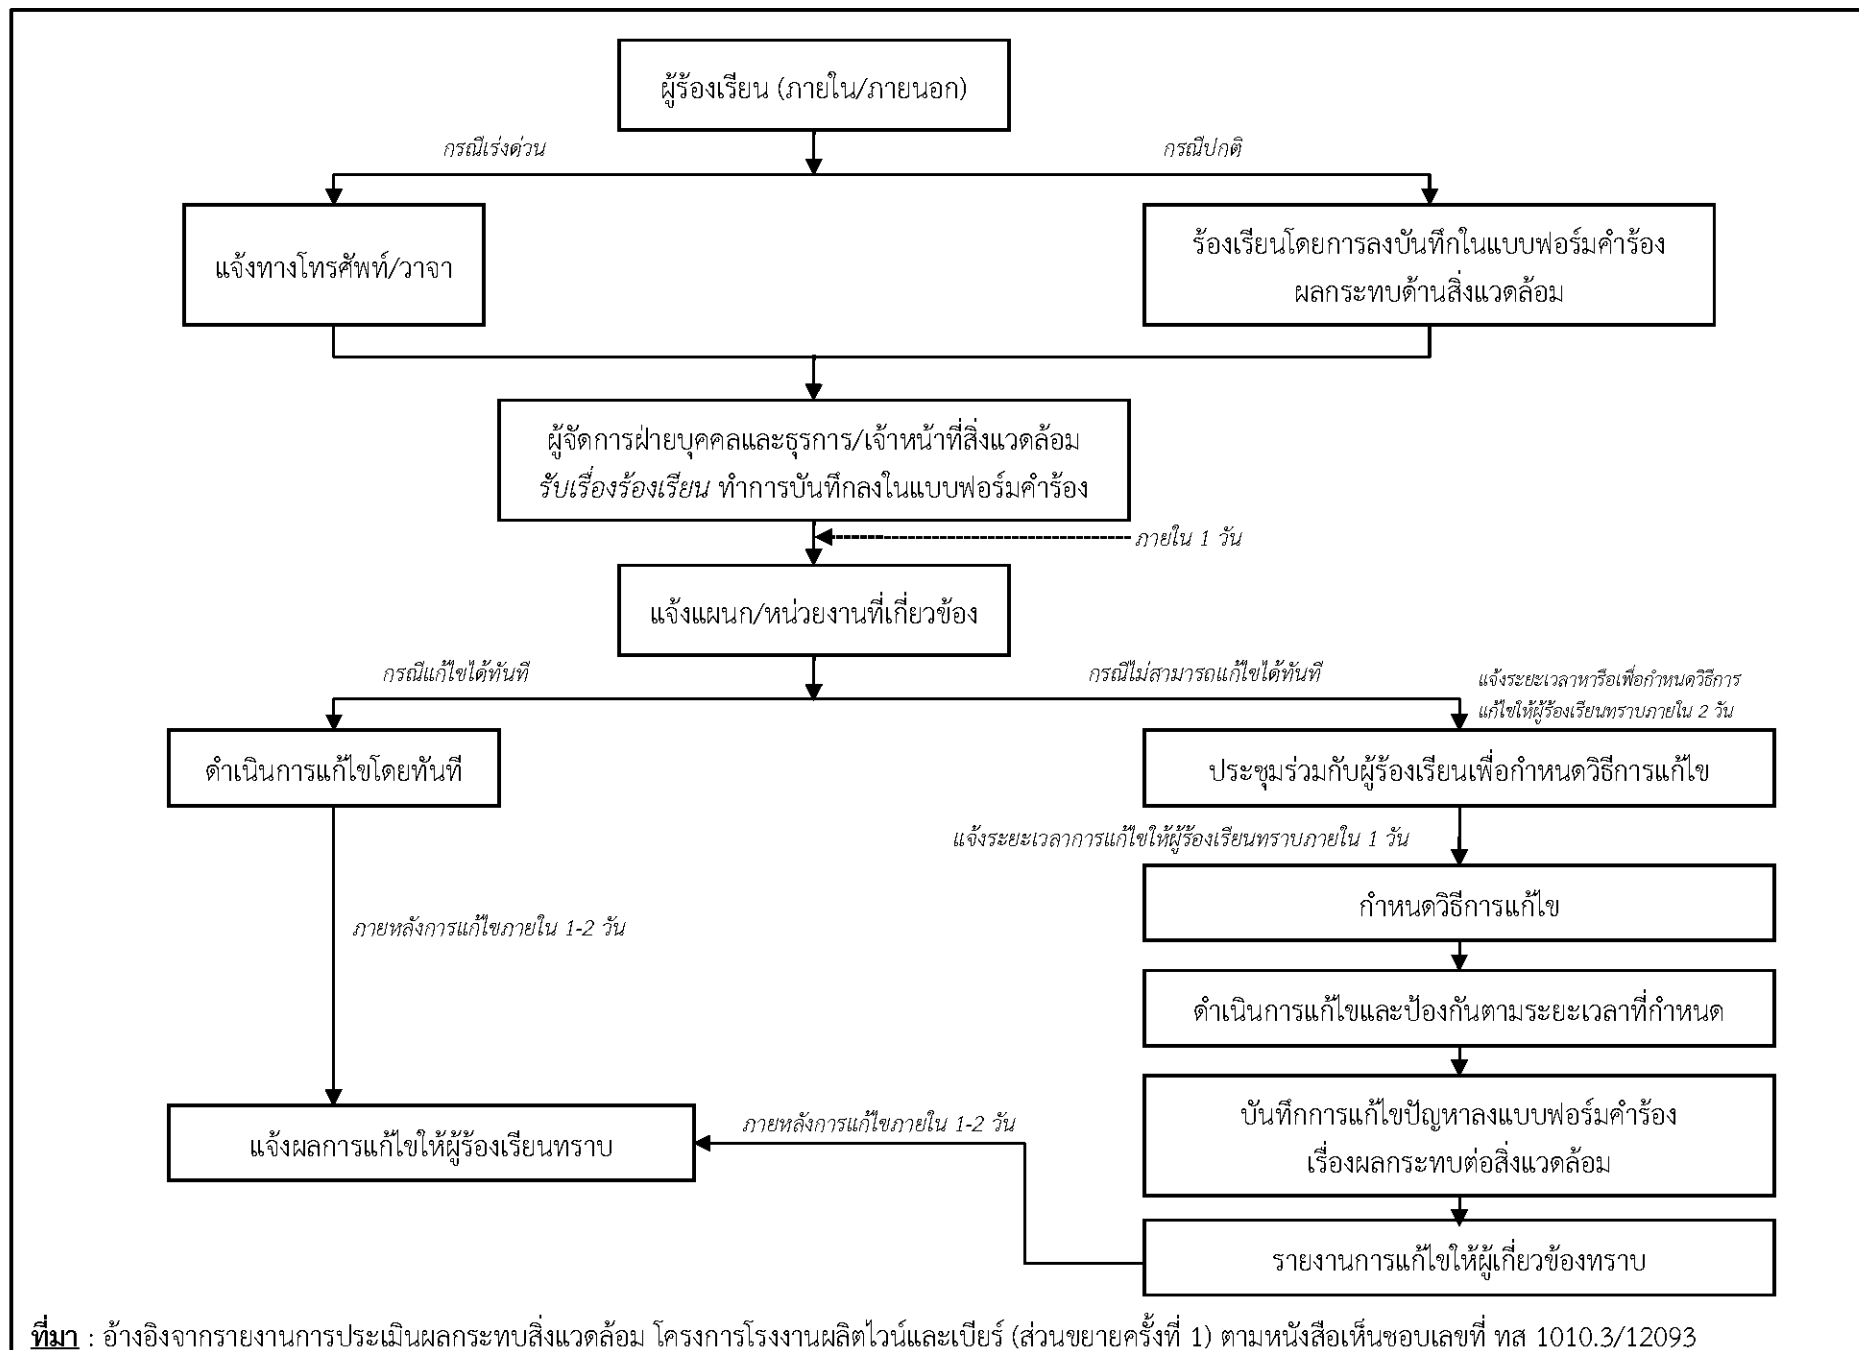 ผู้ร้องเรียน (ภายใน/ภายนอก)
กรณีเร่งด่วน
กรณีปกติ
แจ้งทางโทรศัพท์/วาจา
ร้องเรียนโดยการลงบันทึกในแบบฟอร์มคำร้อง
ผลกระทบด้านสิ่งแวดล้อม
ผู้จัดการฝ่ายบุคคลและธุรการ/เจ้าหน้าที่สิ่งแวดล้อม
รับเรื่องร้องเรียน ทำการบันทึกลงในแบบฟอร์มคำร้อง
ภายใน 1 วัน
แจ้งแผนก/หน่วยงานที่เกี่ยวข้อง
กรณีแก้ไขได้ทันที
กรณีไม่สามารถแก้ไขได้ทันที
แจ้งระยะเวลาหารือเพื่อกำหนดวิธีการ
แก้ไขให้ผู้ร้องเรียนทราบภายใน 2 วัน
ดำเนินการแก้ไขโดยทันที
ประชุมร่วมกับผู้ร้องเรียนเพื่อกำหนดวิธีการแก้ไข
แจ้งระยะเวลาการแก้ไขให้ผู้ร้องเรียนทราบภายใน 1 วัน
กำหนดวิธีการแก้ไข
ภายหลังการแก้ไขภายใน 1-2 วัน
ดำเนินการแก้ไขและป้องกันตามระยะเวลาที่กำหนด
บันทึกการแก้ไขปัญหาลงแบบฟอร์มคำร้อง
เรื่องผลกระทบต่อสิ่งแวดล้อม
ภายหลังการแก้ไขภายใน 1-2 วัน
แจ้งผลการแก้ไขให้ผู้ร้องเรียนทราบ
รายงานการแก้ไขให้ผู้เกี่ยวข้องทราบ
ที่มา : อ้างอิงจากรายงานการประเมินผลกระทบสิ่งแวดล้อม โครงการโรงงานผลิตไวน์และเบียร์ (ส่วนขยายครั้งที่ 1) ตามหนังสือเห็นชอบเลขที่ ทส 1010.3/12093